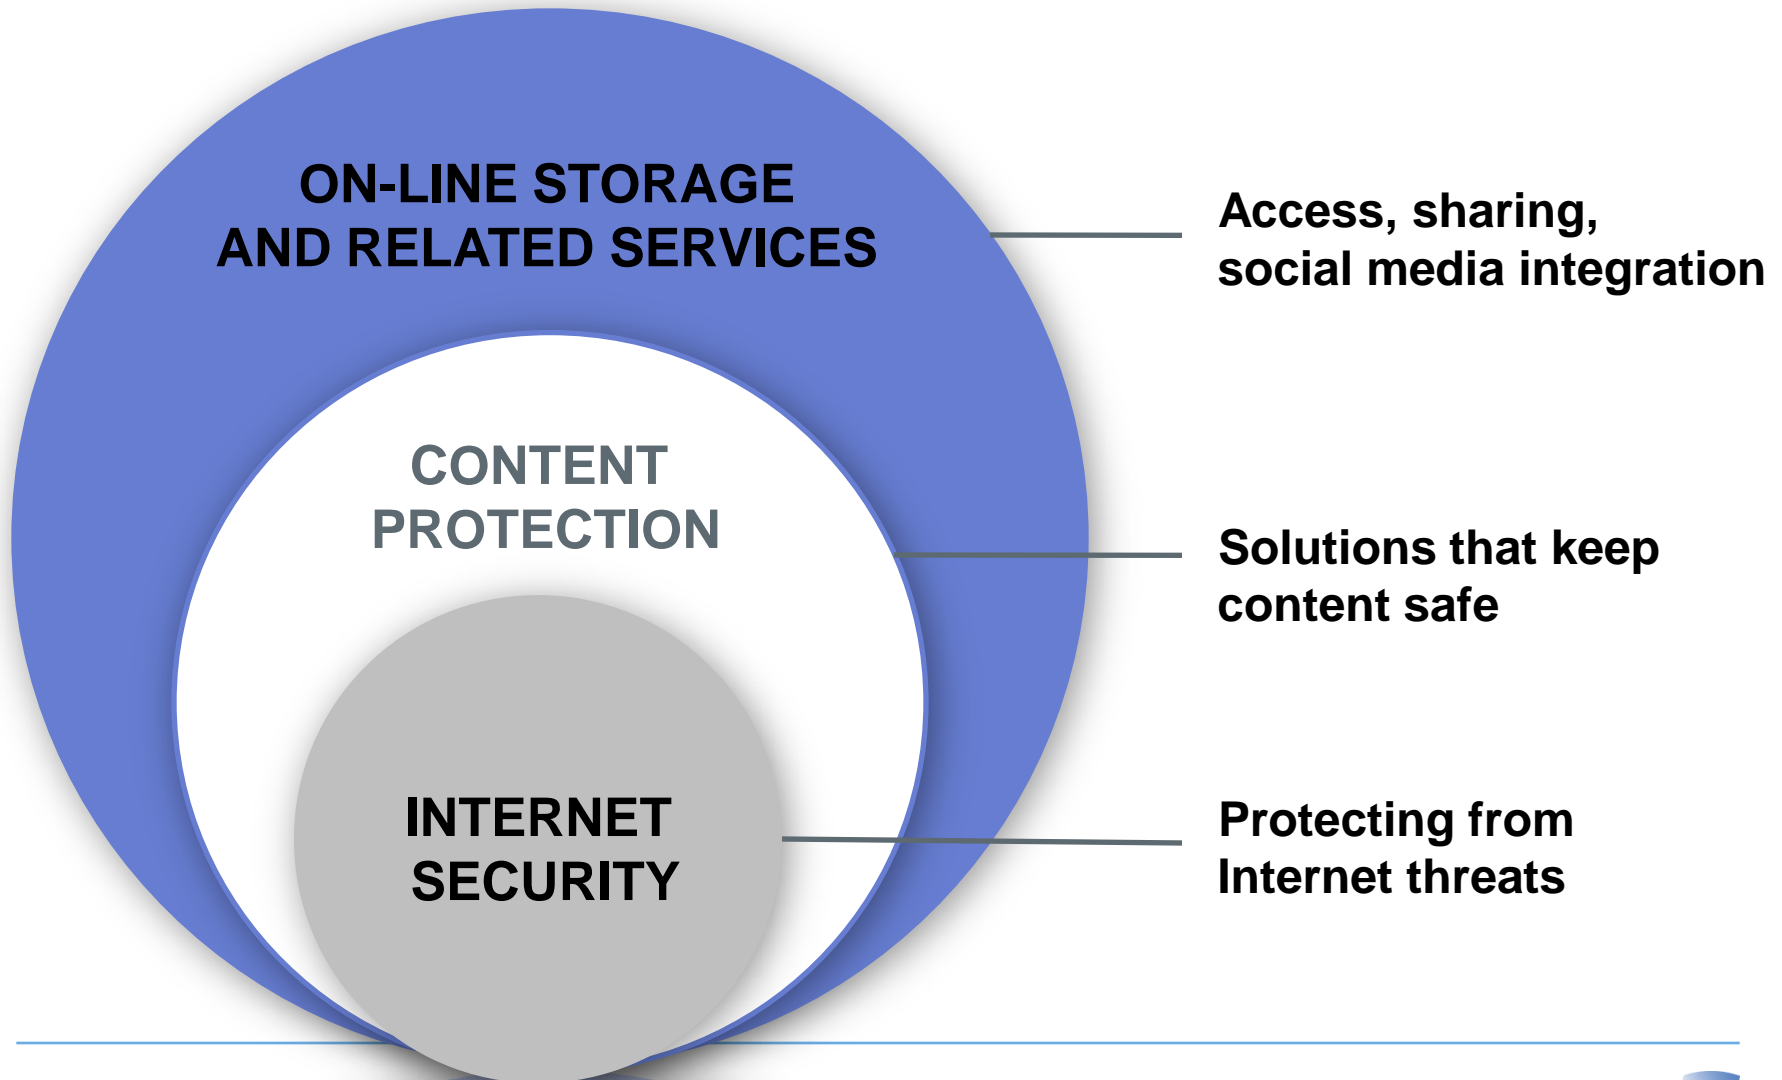 ON-LINE STORAGE
AND RELATED SERVICES
Access, sharing,
social media integration
CONTENT
PROTECTION
Solutions that keep
content safe
INTERNET
SECURITY
Protecting from
Internet threats